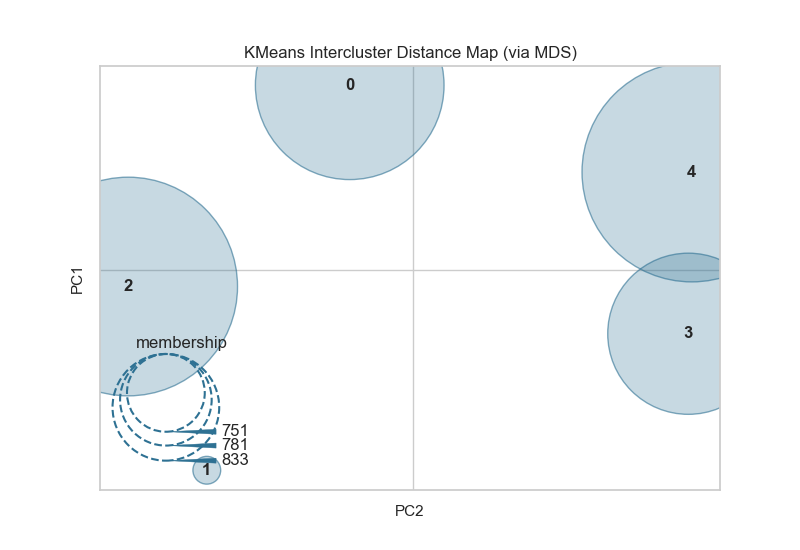 KMeans Intercluster Distance Map (via MDS)
0
4
PC1
2
3
membership
751
781
833
1
PC2